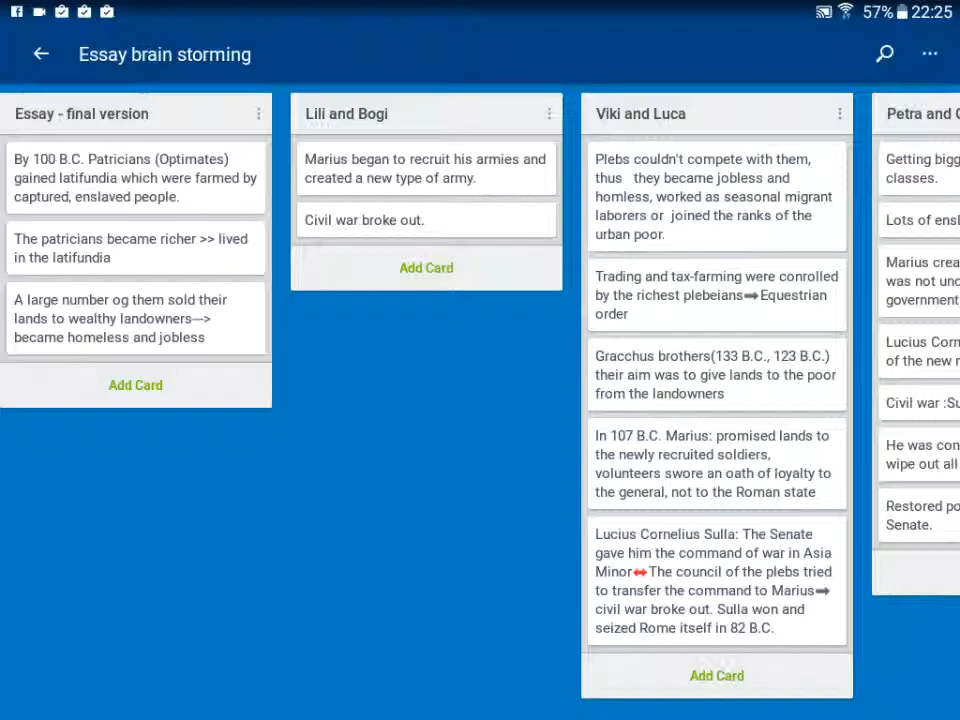 57% 22:25
Essay brain storming
Essay - final version
By 100 B.C. Patricians (Optimates)
gained latifundia which were farmed by
captured, enslaved people.
The patricians became richer >> lived
in the latifundia
A large number og them sold their
lands to wealthy landowners--->
became homeless and jobless
Add Card
Lili and Bogi
Marius began to recruit his armies and
created a new type of army.
Civil war broke out.
Add Card
Viki and Luca
Plebs couldn't compete with them,
thus they became jobless and
homless, worked as seasonal migrant
laborers or joined the ranks of the
urban poor.
Trading and tax-farming were conrolled
by the richest plebeians➡Equestrian
order
Gracchus brothers(133 B.C., 123 B.C.)
their aim was to give lands to the poor
from the landowners
In 107 B.C. Marius: promised lands to
the newly recruited soldiers,
volunteers swore an oath of loyalty to
the general, not to the Roman state
Lucius Cornelius Sulla: The Senate
gave him the command of war in Asia
Minor↔The council of the plebs tried
to transfer the command to Marius➡
civil war broke out. Sulla won and
seized Rome itself in 82 B.C.
Add Card
Petra and
Getting bigg
classes.
Lots of ensl
Marius crea
was not und
government
Lucius Corn
of the new
Civil war :Su
He was con
wipe out all
Restored po
Senate.